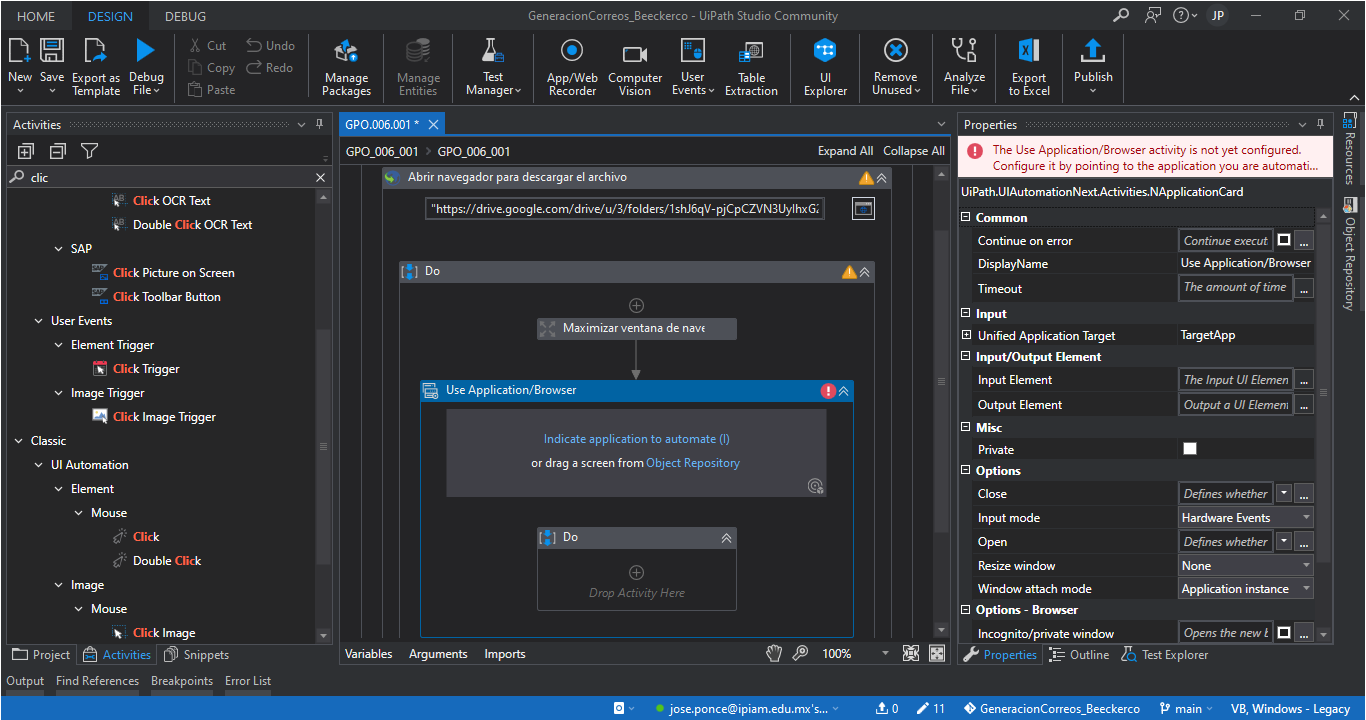 HOME DESIGN DEBUG GeneracionCorreos_Beeckerco - UiPath Studio Community JP
New Save Export as Template Debug File Cut Copy Paste Undo Redo Manage Packages Manage Entities Test Manager App/Web Recorder Computer Vision User Events Table Extraction UI Explorer Remove Unused Analyze File Export to Excel Publish
Activities
clic
Click OCR Text
Double Click OCR Text
SAP
Click Picture on Screen
Click Toolbar Button
User Events
Element Trigger
Click Trigger
Image Trigger
Click Image Trigger
Classic
UI Automation
Element
Mouse
Click
Double Click
Image
Mouse
Click Image
Project Activities Snippets
GPO.006.001 *
GPO_006_001 > GPO_006_001 Expand All Collapse All
Abrir navegador para descargar el archivo
Do
Maximizar ventana de nave
Use Application/Browser
Indicate application to automate (I)
or drag a screen from Object Repository
Do
Drop Activity Here
Variables Arguments Imports 100%
Properties
The Use Application/Browser activity is not yet configured.
Configure it by pointing to the application you are automati...
UiPath.UIAutomationNext.Activities.NApplicationCard
Common
Continue on error Continue execut ...
DisplayName Use Application/Browser
Timeout The amount of time ...
Input
Unified Application Target TargetApp
Input/Output Element
Input Element The Input UI Elemen ...
Output Element Output a UI Element ...
Misc
Private
Options
Close Defines whether ...
Input mode Hardware Events
Open Defines whether ...
Resize window None
Window attach mode Application instance
Options - Browser
Incognito/private window Opens the new b ...
Properties Outline Test Explorer
Resources
Object Repository
Output Find References Breakpoints Error List
jose.ponce@ipiam.edu.mx's... 0 11 GeneracionCorreos_Beeckerco main VB, Windows - Legacy